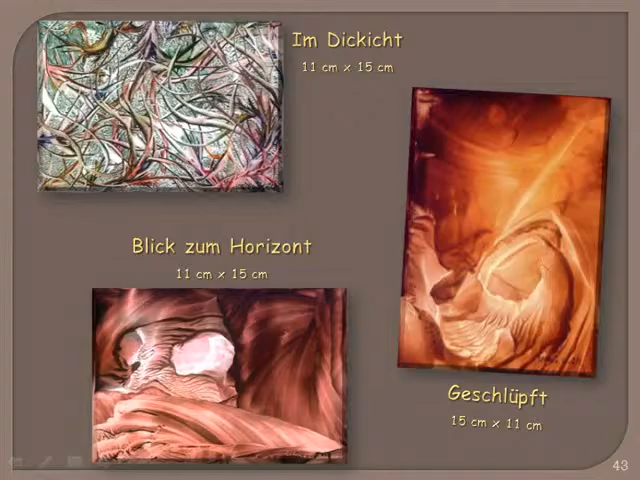 Im Dickicht
11 cm x 15 cm
Blick zum Horizont
11 cm x 15 cm
Geschlüpft
15 cm x 11 cm
43